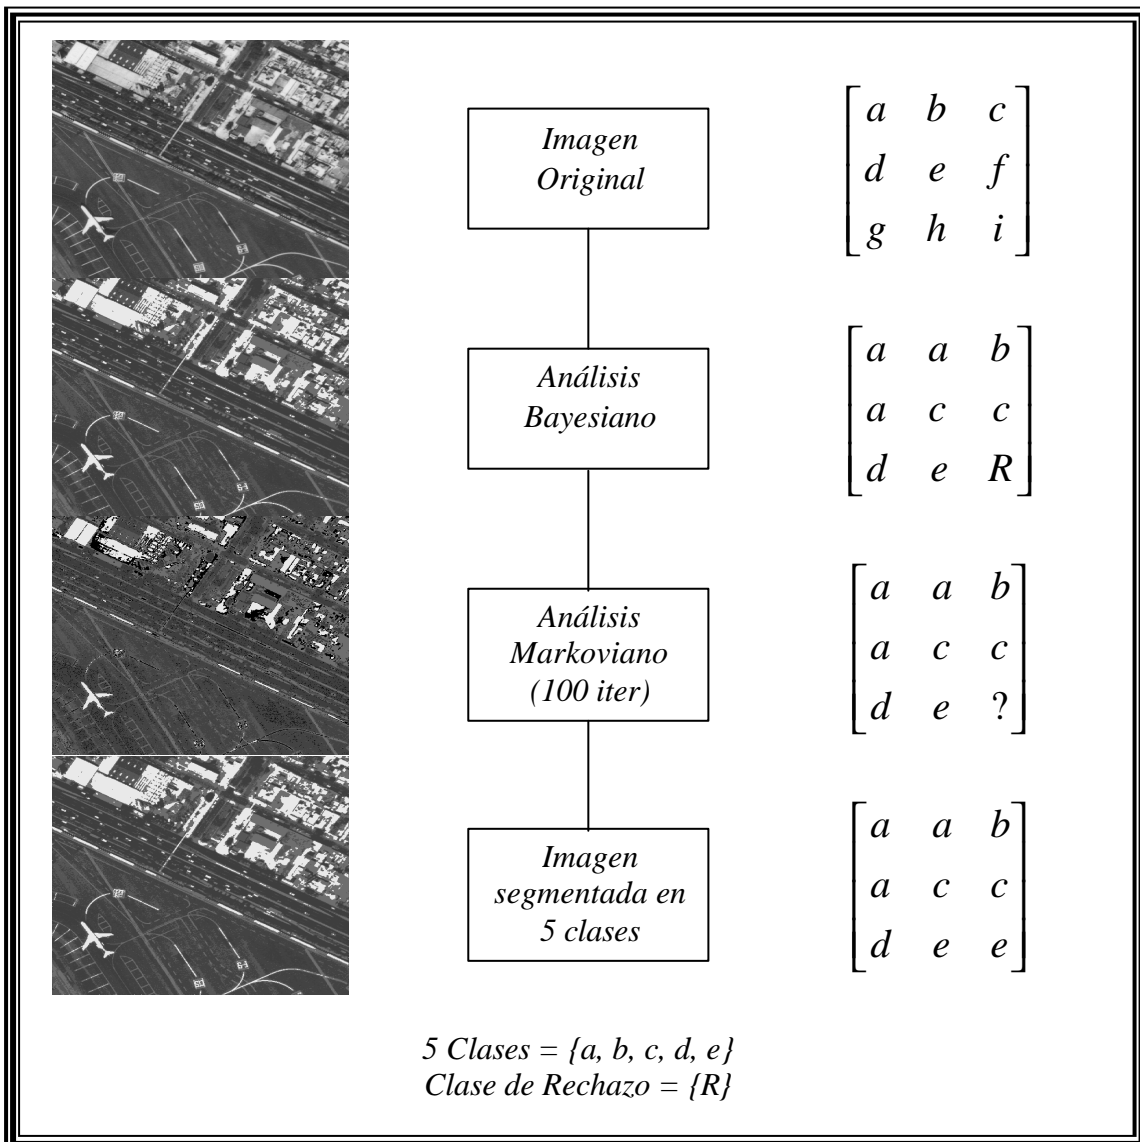 Imagen
Original
a b c
d e f
g h i
Análisis
Bayesiano
a a b
a c c
d e R
Análisis
Markoviano
(100 iter)
a a b
a c c
d e ?
Imagen
segmentada en
5 clases
a a b
a c c
d e e
5 Clases = {a, b, c, d, e}
Clase de Rechazo = {R}